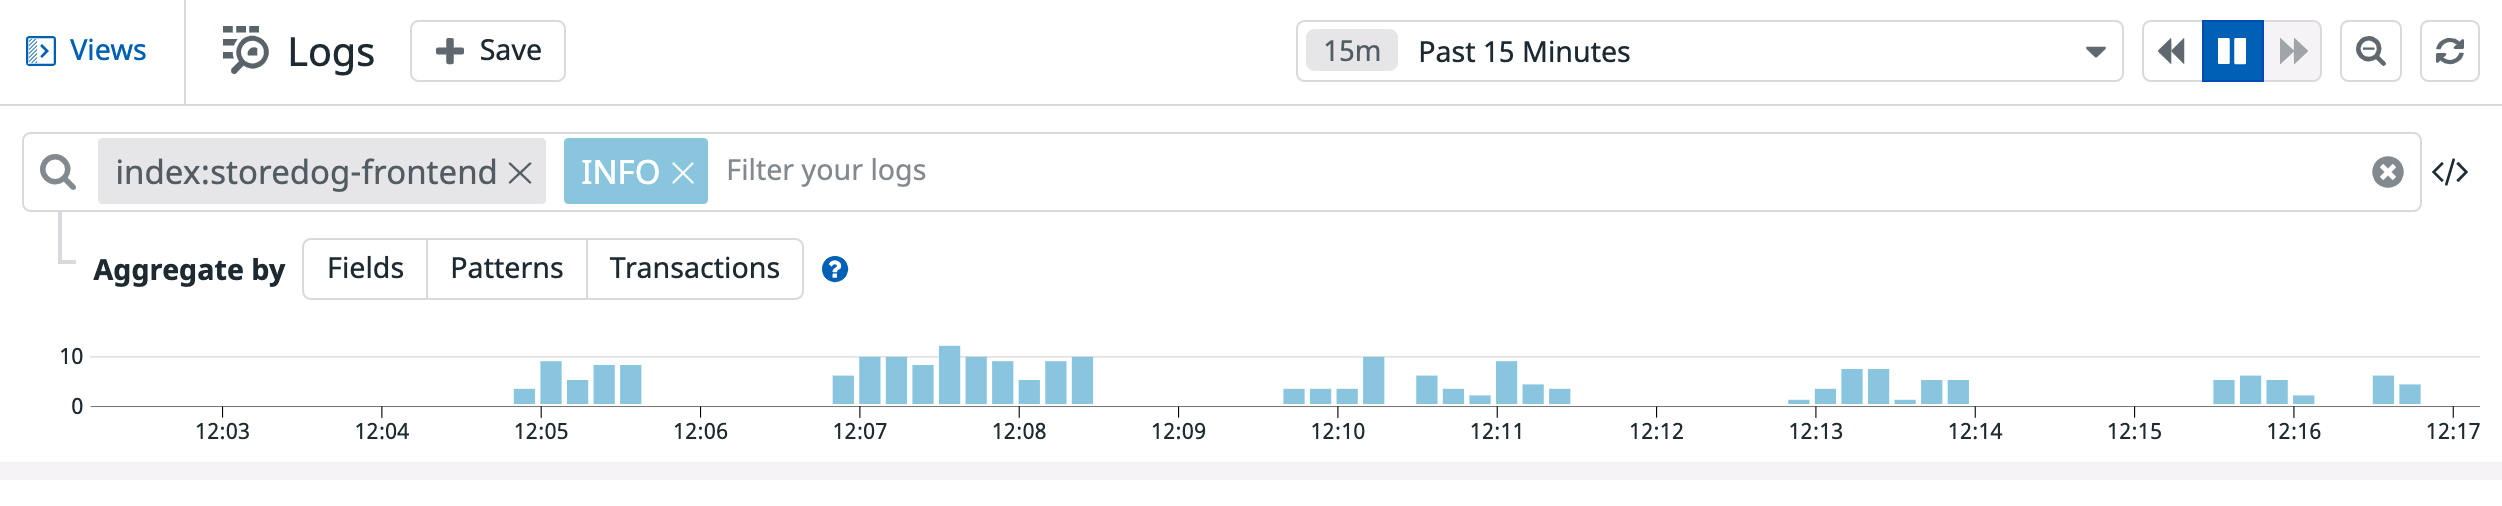 Views
Logs
Save
15m Past 15 Minutes
index:storedog-frontend INFO Filter your logs
Aggregate by Fields Patterns Transactions ?
10
0
12:03 12:04 12:05 12:06 12:07 12:08 12:09 12:10 12:11 12:12 12:13 12:14 12:15 12:16 12:17